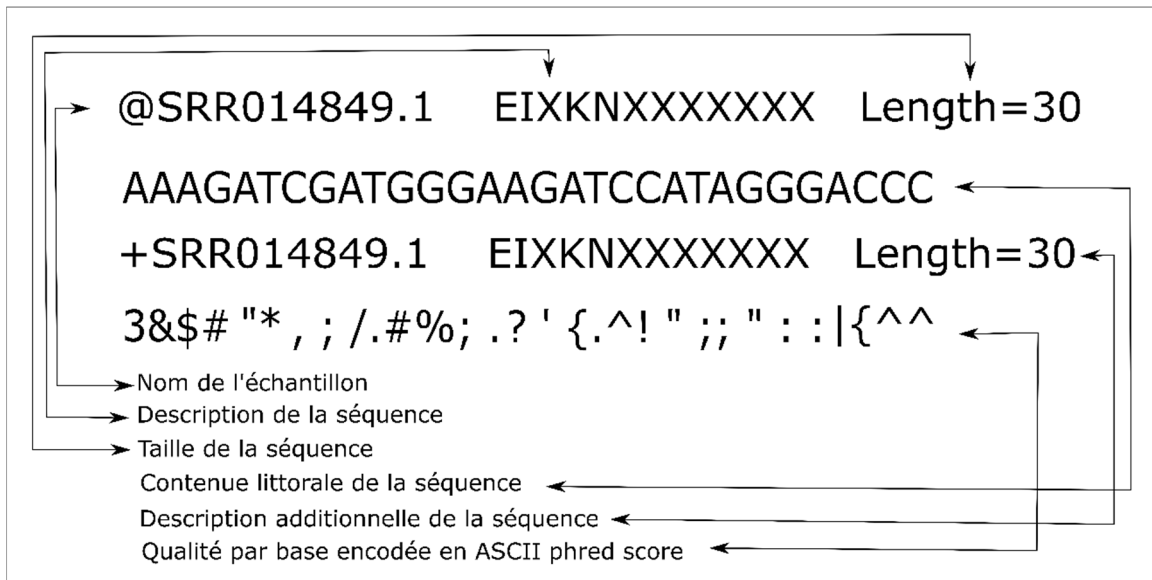 @SRR014849.1 EIXKNXXXXXXX Length=30
AAAGATCGATGGGAAGATCCATAGGGACCC
+SRR014849.1 EIXKNXXXXXXX Length=30
3&$# "* , ; /.#%; .? ' {.^! " ;; " : :|{^^
Nom de l'échantillon
Description de la séquence
Taille de la séquence
Contenue littorale de la séquence
Description additionnelle de la séquence
Qualité par base encodée en ASCII phred score